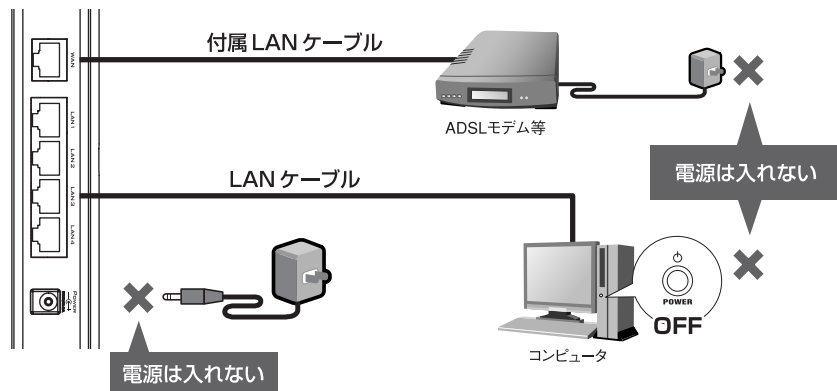 付属LANケーブル
WAN
ADSLモデム等
LAN1
LAN2
LAN3
LAN4
電源は入れない
LANケーブル
POWER
POWER
OFF
コンピュータ
電源は入れない